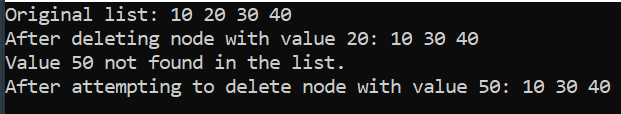 Original list: 10 20 30 40
After deleting node with value 20: 10 30 40
Value 50 not found in the list.
After attempting to delete node with value 50: 10 30 40